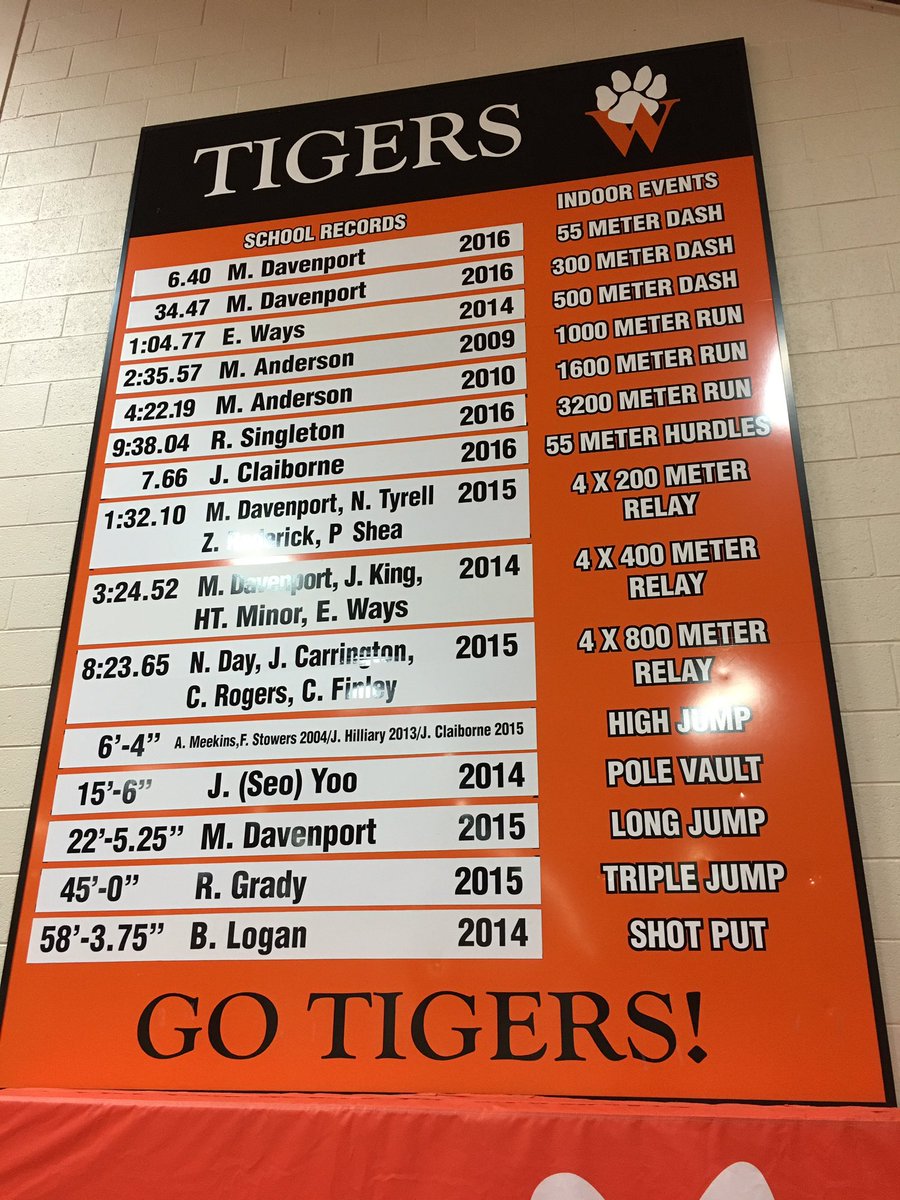 TIGERS
W
SCHOOL RECORDS INDOOR EVENTS
6.40 M. Davenport 2016 55 METER DASH
34.47 M. Davenport 2016 300 METER DASH
1:04.77 E. Ways 2014 500 METER DASH
2:35.57 M. Anderson 2009 1000 METER RUN
4:22.19 M. Anderson 2010 1600 METER RUN
9:38.04 R. Singleton 2016 3200 METER RUN
7.66 J. Claiborne 2016 55 METER HURDLES
1:32.10 M. Davenport, N. Tyrell 2015 4 X 200 METER
Z. P Shea RELAY
3:24.52 M. Davenport, J. King, 2014 4 X 400 METER
HT. Minor, E. Ways RELAY
8:23.65 N. Day, J. Carrington, 2015 4 X 800 METER
C. Rogers, C. Finley RELAY
6'-4" A. Meekins,F. Stowers 2004/J. Hilliary 2013/J. Claiborne 2015 HIGH JUMP
15'-6" J. (Seo) Yoo 2014 POLE VAULT
22'-5.25" M. Davenport 2015 LONG JUMP
45'-0" R. Grady 2015 TRIPLE JUMP
58'-3.75" B. Logan 2014 SHOT PUT
GO TIGERS!